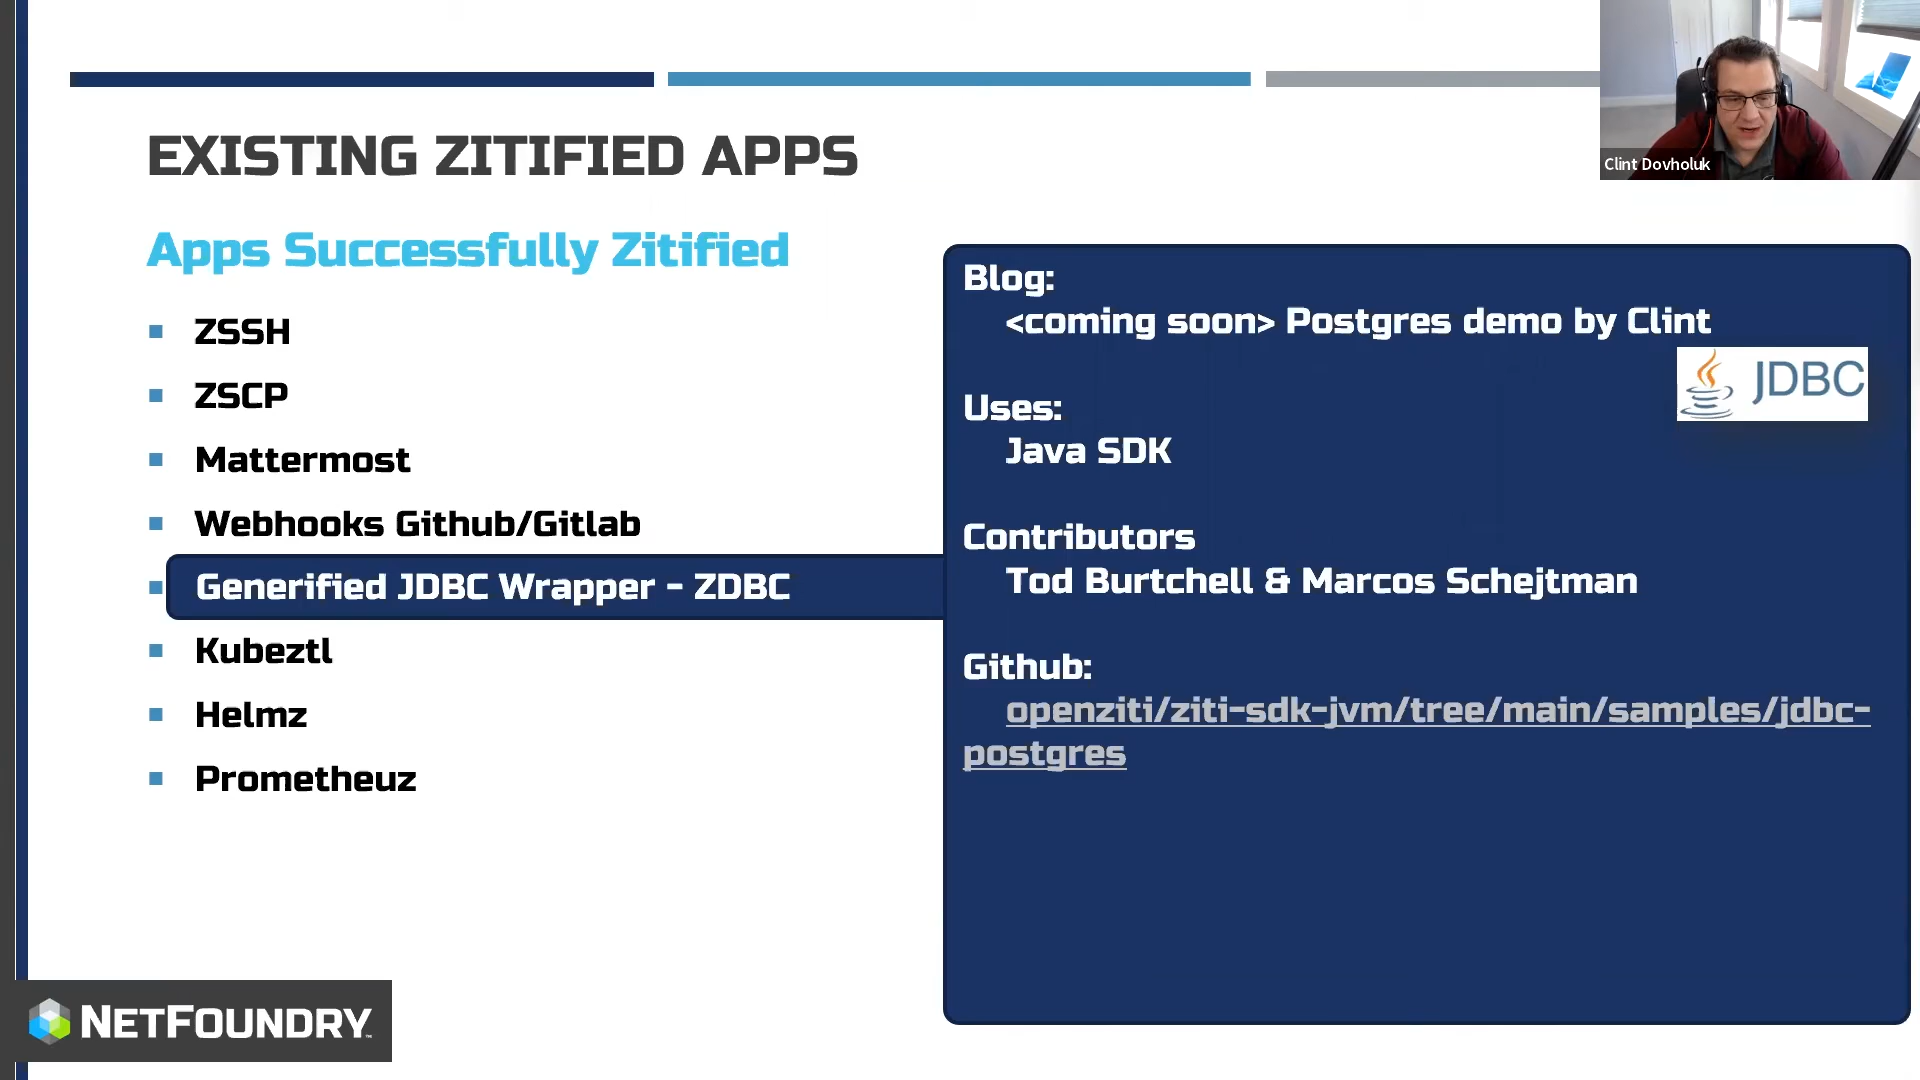 Clint Dovholuk
EXISTING ZITIFIED APPS
Apps Successfully Zitified
ZSSH
ZSCP
Mattermost
Webhooks Github/Gitlab
Generified JDBC Wrapper - ZDBC
Kubeztl
Helmz
Prometheuz
Blog:
<coming soon> Postgres demo by Clint
JDBC
Uses:
Java SDK
Contributors
Tod Burtchell & Marcos Schejtman
Github:
openziti/ziti-sdk-jvm/tree/main/samples/jdbc-
postgres
NETFOUNDRY™